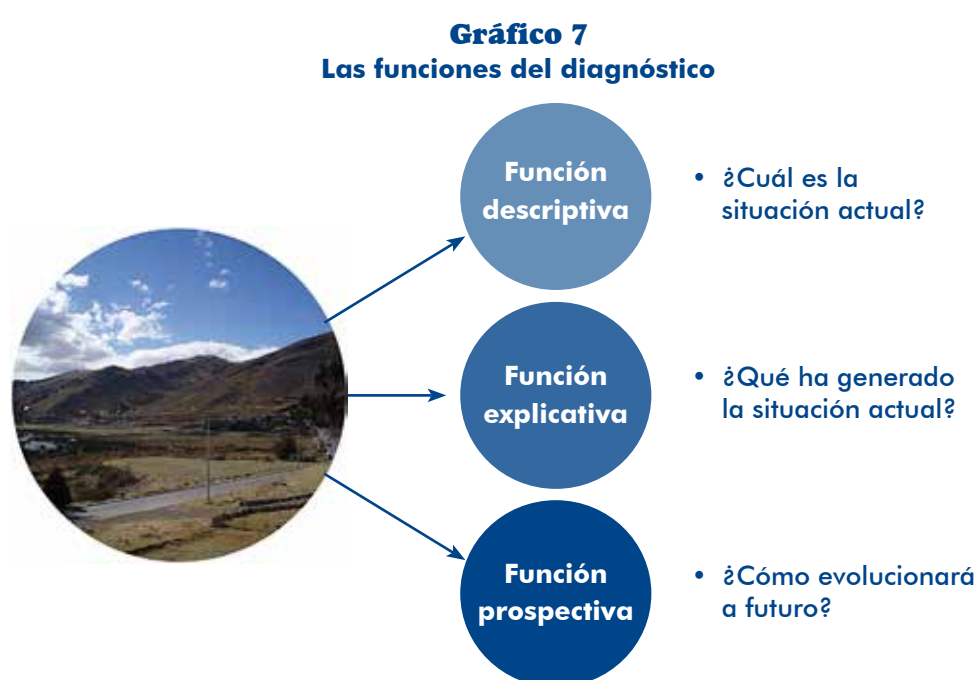 Gráfico 7
Las funciones del diagnóstico
Función
descriptiva
• ¿Cuál es la
situación actual?
Función
explicativa
• ¿Qué ha generado
la situación actual?
Función
prospectiva
• ¿Cómo evolucionará
a futuro?